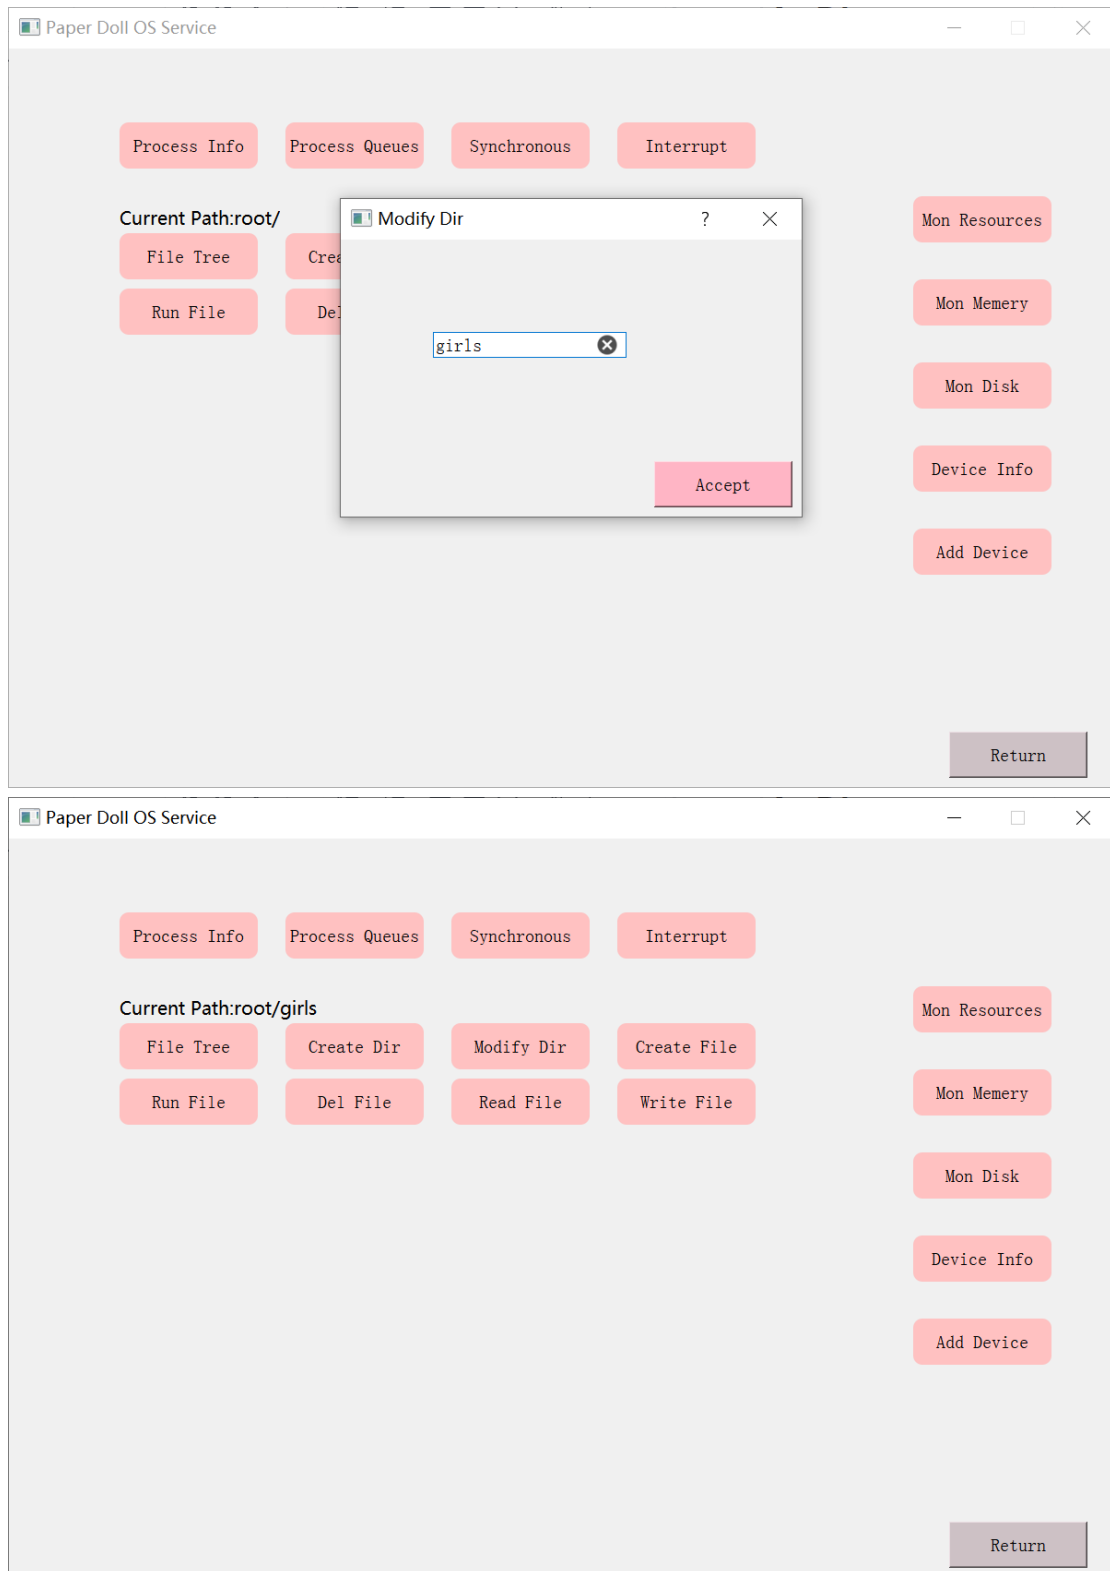 Paper Doll OS Service
Process Info Process Queues Synchronous Interrupt
Current Path:root/
Modify Dir ?
Mon Resources
File Tree Crea
Run File Del
Mon Memery
girls
Mon Disk
Device Info
Accept
Add Device
Return
Paper Doll OS Service
Process Info Process Queues Synchronous Interrupt
Current Path:root/girls
Mon Resources
File Tree Create Dir Modify Dir Create File
Run File Del File Read File Write File
Mon Memery
Mon Disk
Device Info
Add Device
Return